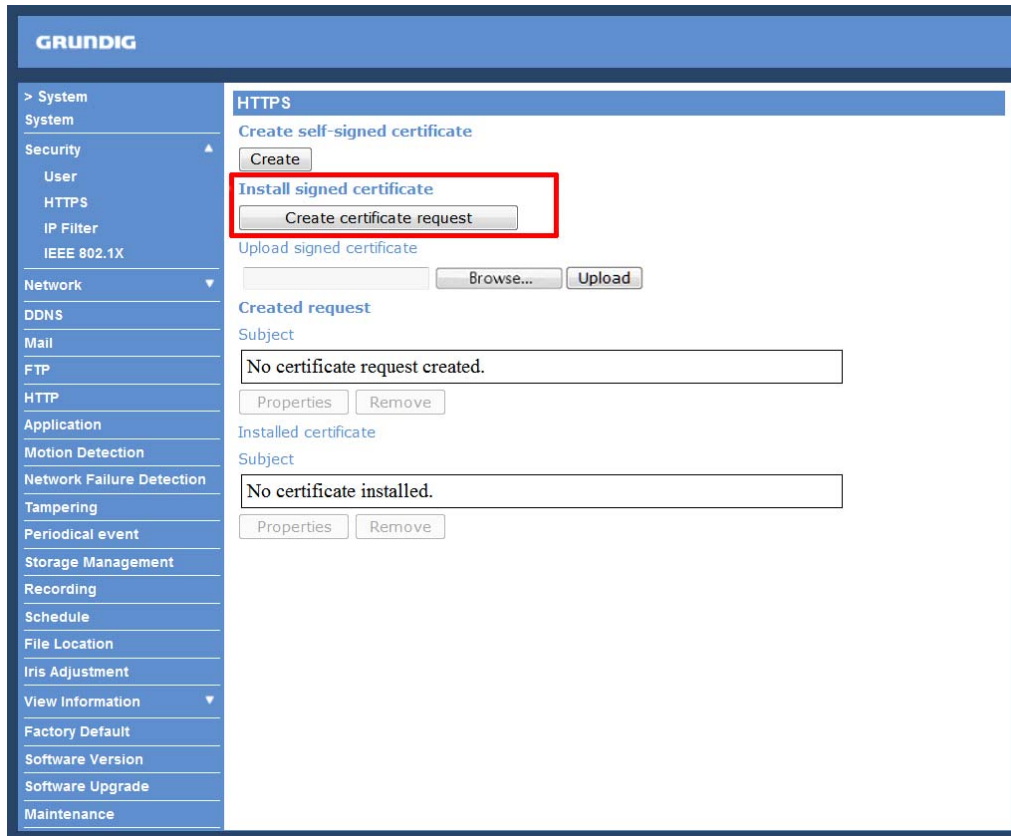 GRUNDIG
> System
System
Security
User
HTTPS
IP Filter
IEEE 802.1X
Network
DDNS
Mail
FTP
HTTP
Application
Motion Detection
Network Failure Detection
Tampering
Periodical event
Storage Management
Recording
Schedule
File Location
Iris Adjustment
View Information
Factory Default
Software Version
Software Upgrade
Maintenance
HTTPS
Create self-signed certificate
Create
Install signed certificate
Create certificate request
Upload signed certificate
Browse... Upload
Created request
Subject
No certificate request created.
Properties Remove
Installed certificate
Subject
No certificate installed.
Properties Remove